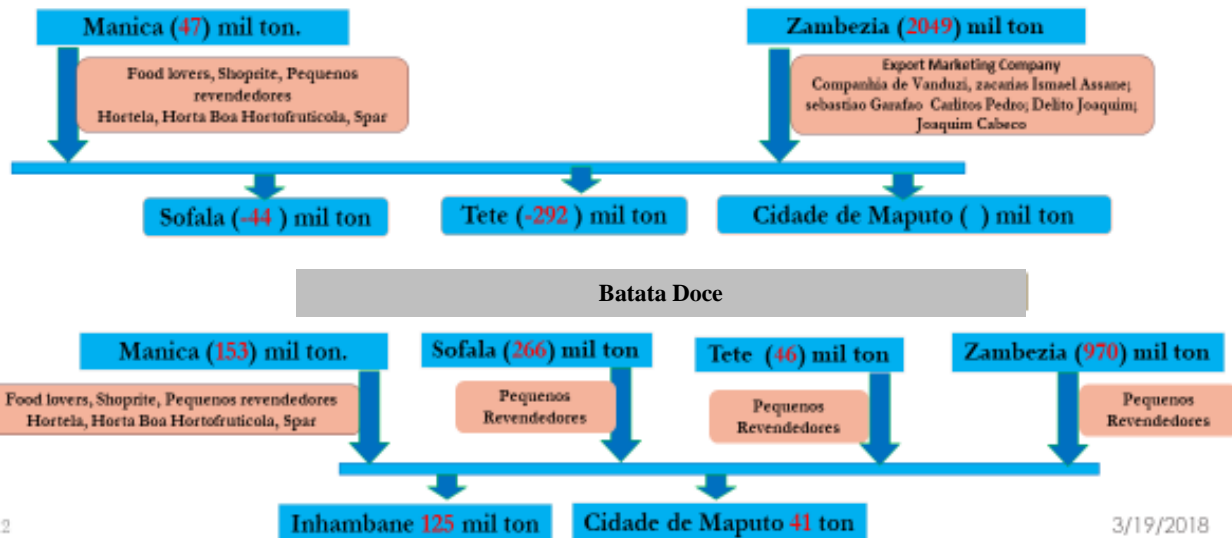 Manica (47) mil ton.
Zambezia (2049) mil ton
Food lovers, Shoprite, Pequenos
revendedores
Hortela, Horta Boa Hortofruticola, Spar
Export Marketing Company
Companhia de Vanduzi, zacarias Ismael Assane;
sebastiao Garafao Carlitos Pedro; Delito Joaquim;
Joaquim Cabeco
Sofala (-44 ) mil ton
Tete (-292 ) mil ton
Cidade de Maputo ( ) mil ton
Batata Doce
Manica (153) mil ton.
Sofala (266) mil ton
Tete (46) mil ton
Zambezia (970) mil ton
Food lovers, Shoprite, Pequenos revendedores
Hortela, Horta Boa Hortofruticola, Spar
Pequenos
Revendedores
Pequenos
Revendedores
Pequenos
Revendedores
Inhambane 125 mil ton
Cidade de Maputo 41 ton
3/19/2018